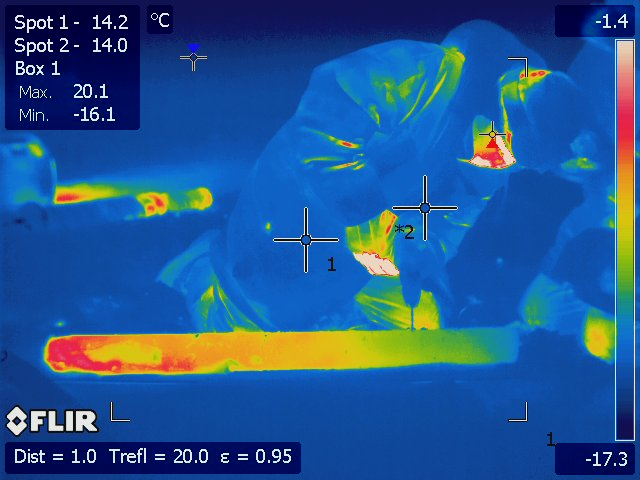 Spot 1 - 14.2 °C
Spot 2 - 14.0
Box 1
Max. 20.1
Min. -16.1
-1.4
*2
1
FLIR
1
Dist = 1.0 Trefl = 20.0 ε = 0.95
-17.3